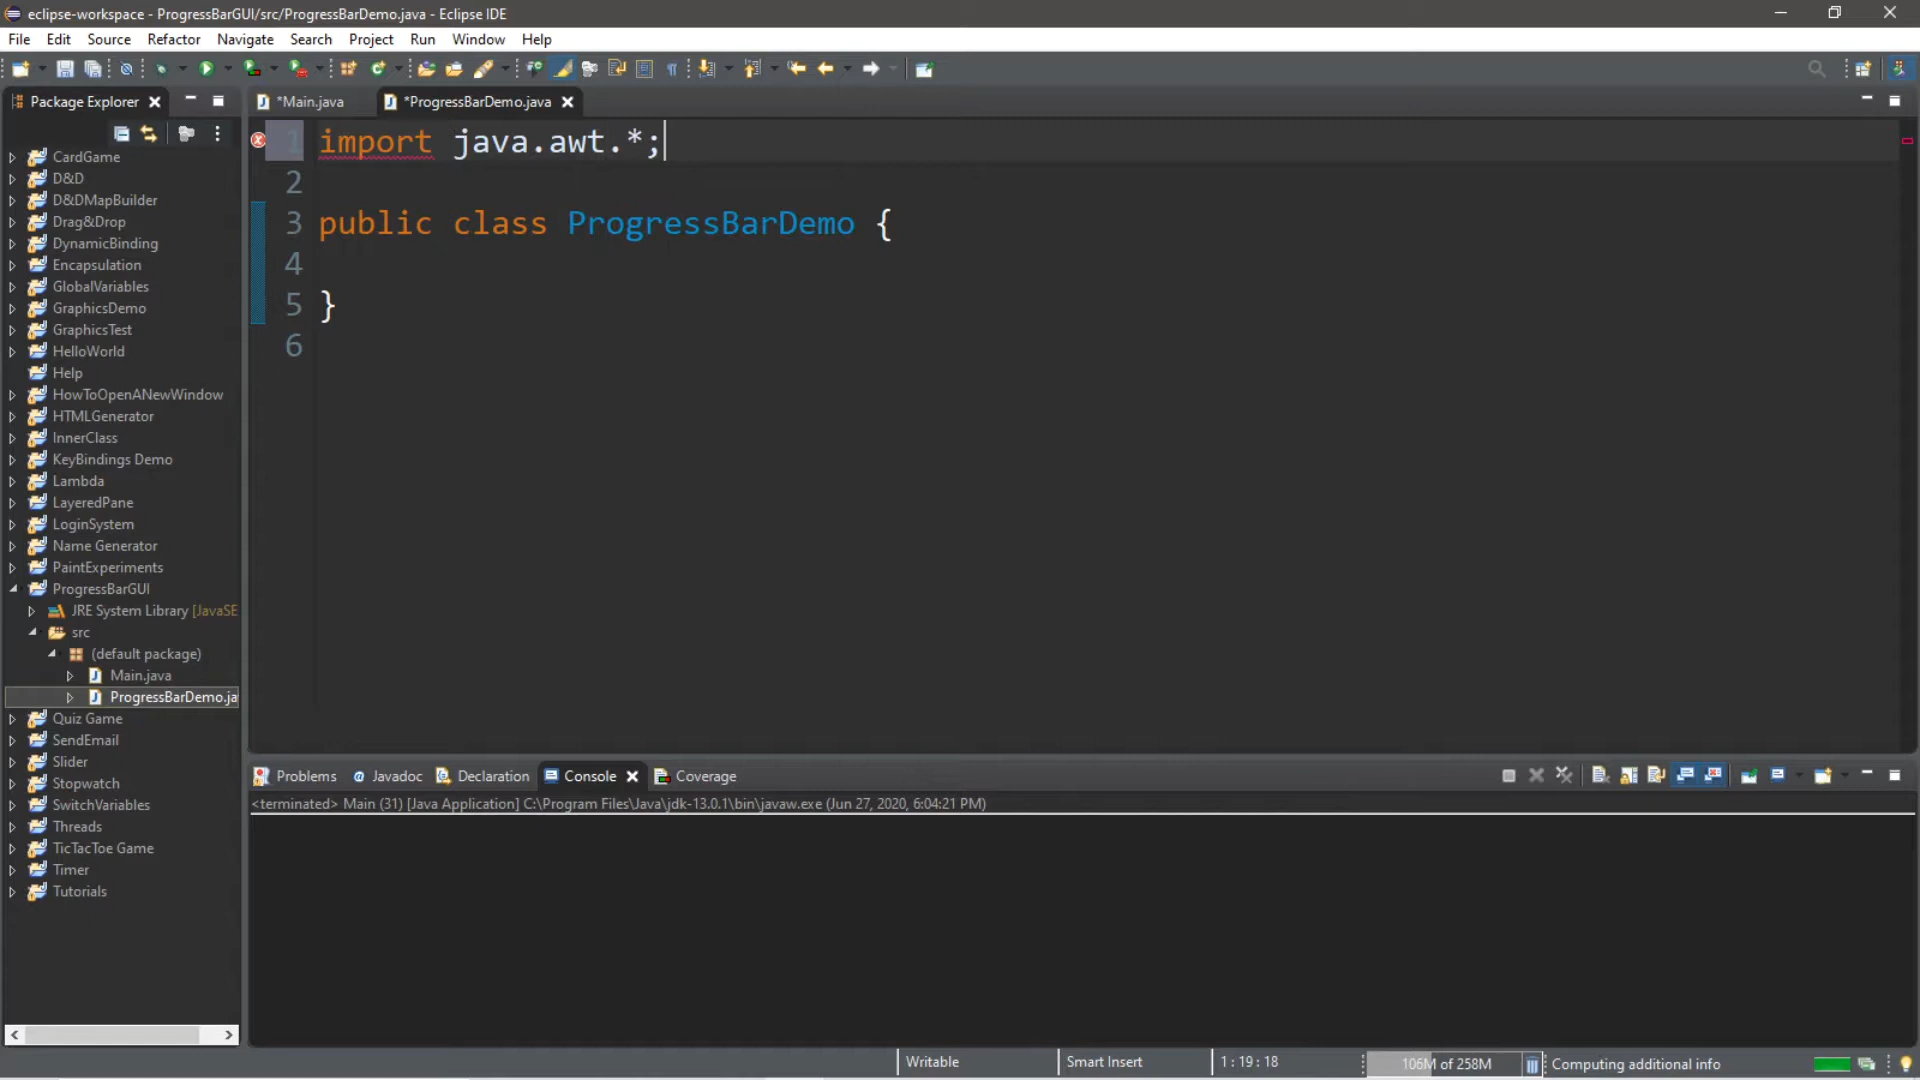 eclipse-workspace - ProgressBarGUI/src/ProgressBarDemo.java - Eclipse IDE
File Edit Source Refactor Navigate Search Project Run Window Help
Package Explorer
*Main.java *ProgressBarDemo.java
CardGame
D&D
D&DMapBuilder
Drag&Drop
DynamicBinding
Encapsulation
GlobalVariables
GraphicsDemo
GraphicsTest
HelloWorld
Help
HowToOpenANewWindow
HTMLGenerator
InnerClass
KeyBindings Demo
Lambda
LayeredPane
LoginSystem
Name Generator
PaintExperiments
ProgressBarGUI
JRE System Library [JavaSE
src
(default package)
Main.java
ProgressBarDemo.ja
Quiz Game
SendEmail
Slider
Stopwatch
SwitchVariables
Threads
TicTacToe Game
Timer
Tutorials
1 import java.awt.*;
2
3 public class ProgressBarDemo {
4
5 }
6
Problems Javadoc Declaration Console Coverage
<terminated> Main (31) [Java Application] C:\Program Files\Java\jdk-13.0.1\bin\javaw.exe (Jun 27, 2020, 6:04:21 PM)
Writable Smart Insert 1 : 19 : 18 106M of 258M Computing additional info